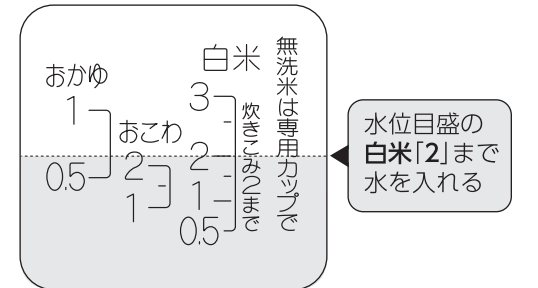 無洗米は専用カップで
炊きこみ2まで
白米
3
2
1
0.5
おこわ
2
1
おかゆ
1
0.5
水位目盛の
白米「2」まで
水を入れる